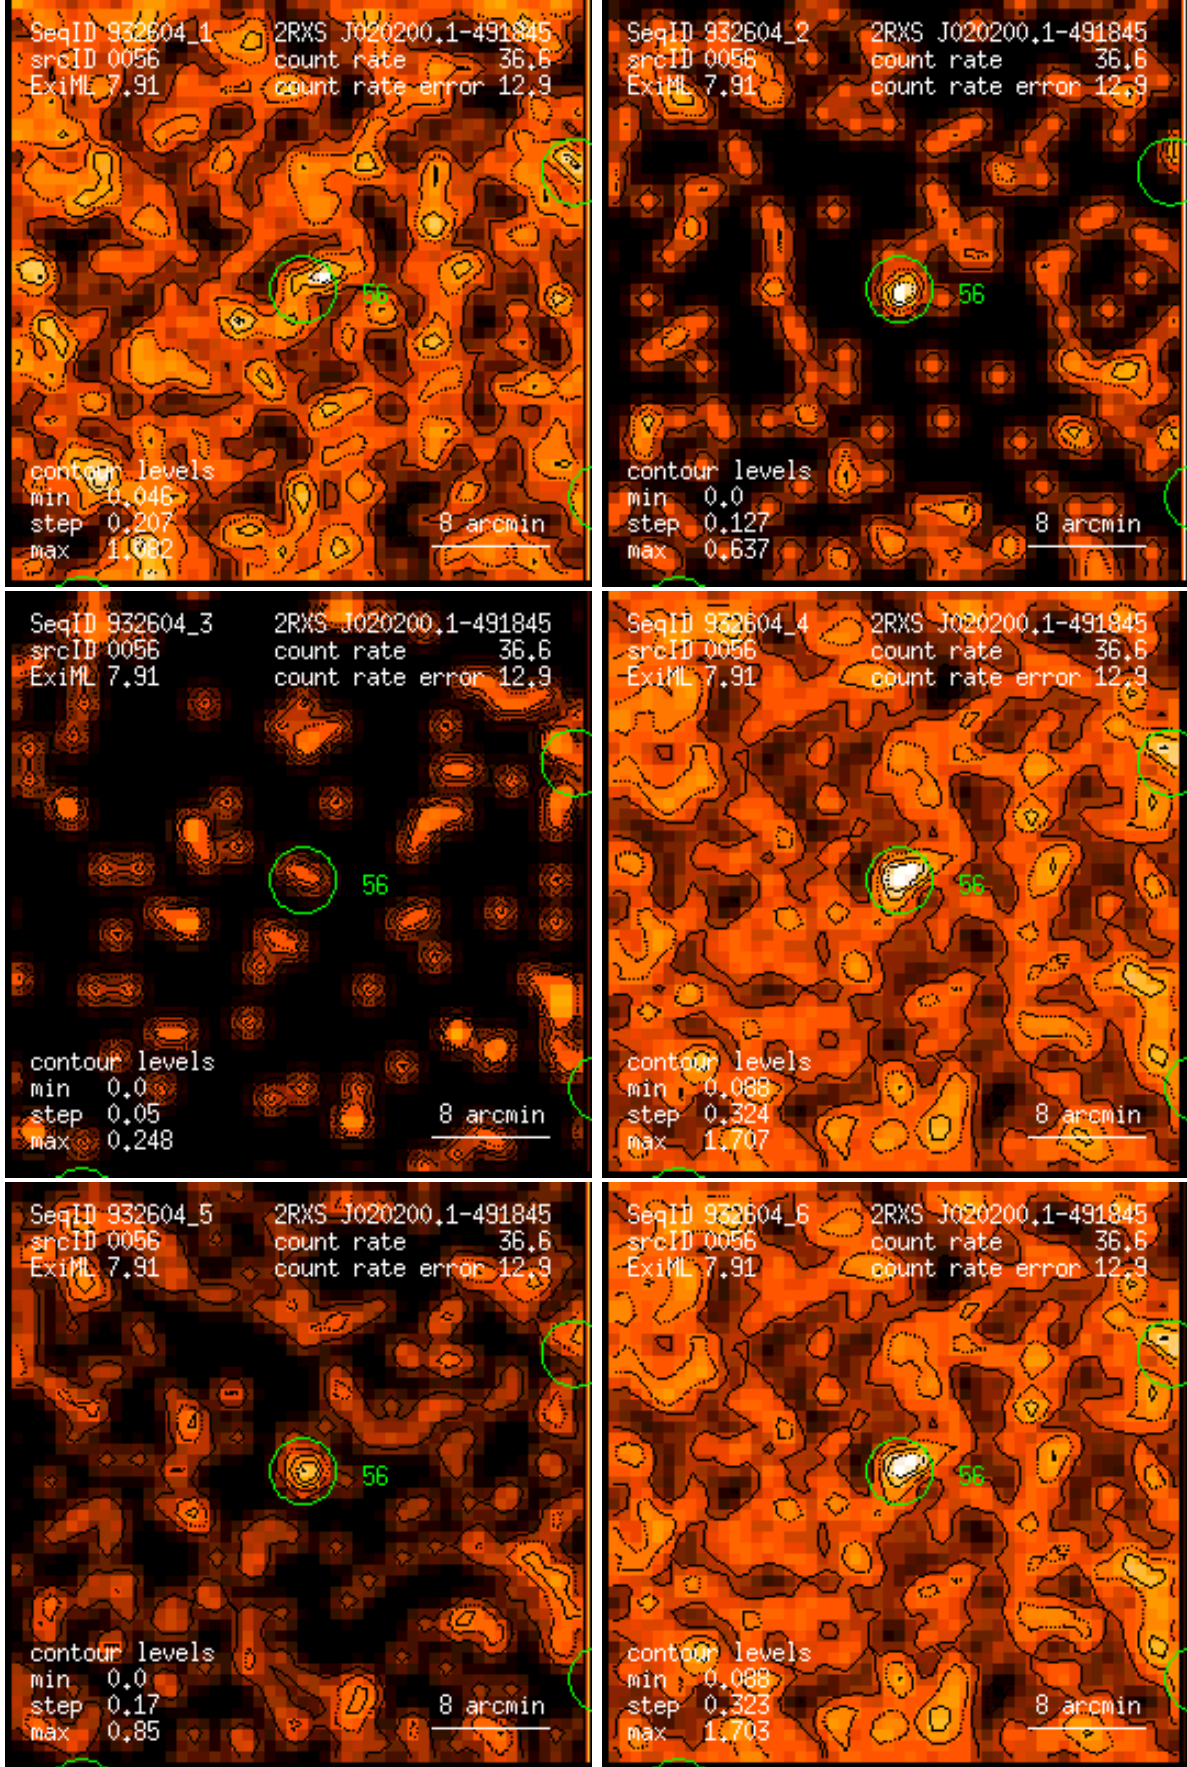 SeqID 932604_1 2RXS J020200.1-491845
srcID 0056 count rate 36.6
ExiML 7.91 count rate error 12.9
56
contour levels
min 0.046
step 0.207
max 1.082
8 arcmin
SeqID 932604_2 2RXS J020200.1-491845
srcID 0056 count rate 36.6
ExiML 7.91 count rate error 12.9
56
contour levels
min 0.0
step 0.127
max 0.637
8 arcmin
SeqID 932604_3 2RXS J020200.1-491845
srcID 0056 count rate 36.6
ExiML 7.91 count rate error 12.9
56
contour levels
min 0.0
step 0.05
max 0.248
8 arcmin
SeqID 932604_4 2RXS J020200.1-491845
srcID 0056 count rate 36.6
ExiML 7.91 count rate error 12.9
56
contour levels
min 0.088
step 0.324
max 1.707
8 arcmin
SeqID 932604_5 2RXS J020200.1-491845
srcID 0056 count rate 36.6
ExiML 7.91 count rate error 12.9
56
contour levels
min 0.0
step 0.17
max 0.85
8 arcmin
SeqID 932604_6 2RXS J020200.1-491845
srcID 0056 count rate 36.6
ExiML 7.91 count rate error 12.9
56
contour levels
min 0.088
step 0.323
max 1.703
8 arcmin